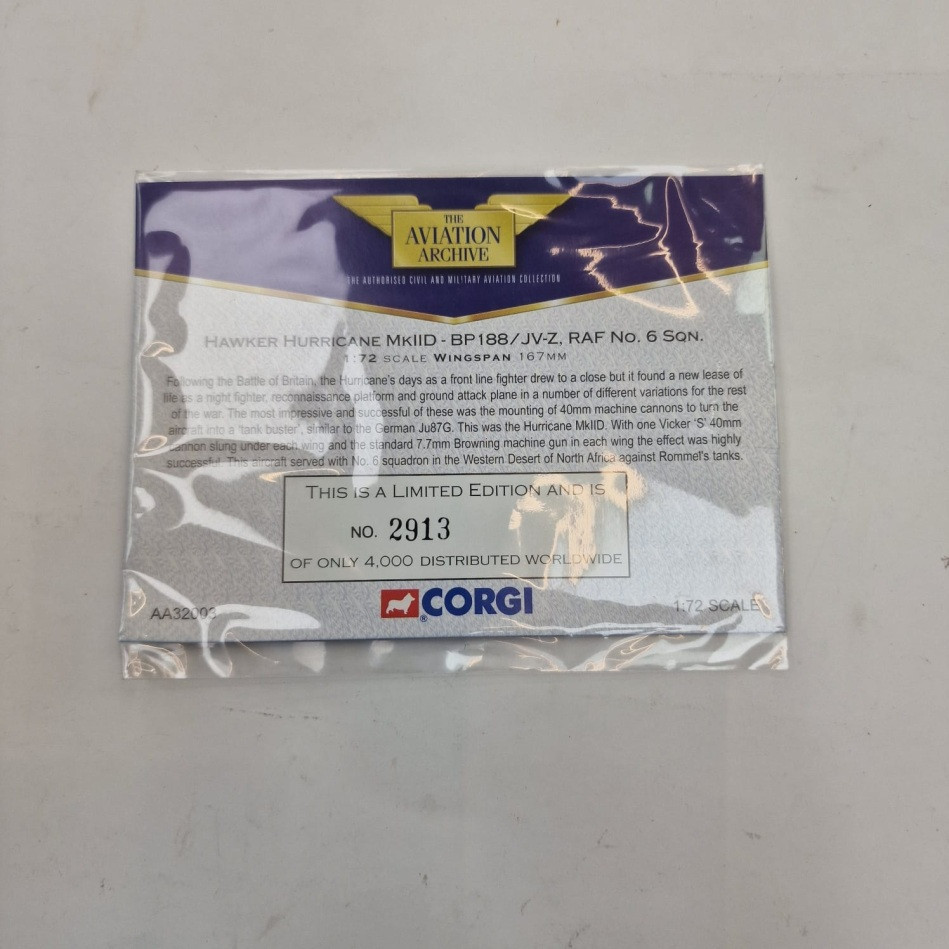 THE
AVIATION
ARCHIVE
THE AUTHORISED CIVIL AND MILITARY AVIATION COLLECTION
HAWKER HURRICANE MKIID - BP188/JV-Z, RAF NO. 6 SQN.
1:72 SCALE WINGSPAN 167MM
Following the Battle of Britain, the Hurricane's days as a front line fighter drew to a close but it found a new lease of
life as a night fighter, reconnaissance platform and ground attack plane in a number of different variations for the rest
of the war. The most impressive and successful of these was the mounting of 40mm machine cannons to turn the
aircraft into a 'tank buster', similar to the German Ju87G. This was the Hurricane MkIID. With one Vicker 'S' 40mm
cannon slung under each wing and the standard 7.7mm Browning machine gun in each wing the effect was highly
successful. This aircraft served with No. 6 squadron in the Western Desert of North Africa against Rommel's tanks.
THIS IS A LIMITED EDITION AND IS
NO. 2913
OF ONLY 4,000 DISTRIBUTED WORLDWIDE
AA32003
CORGI
®
1:72 SCALE